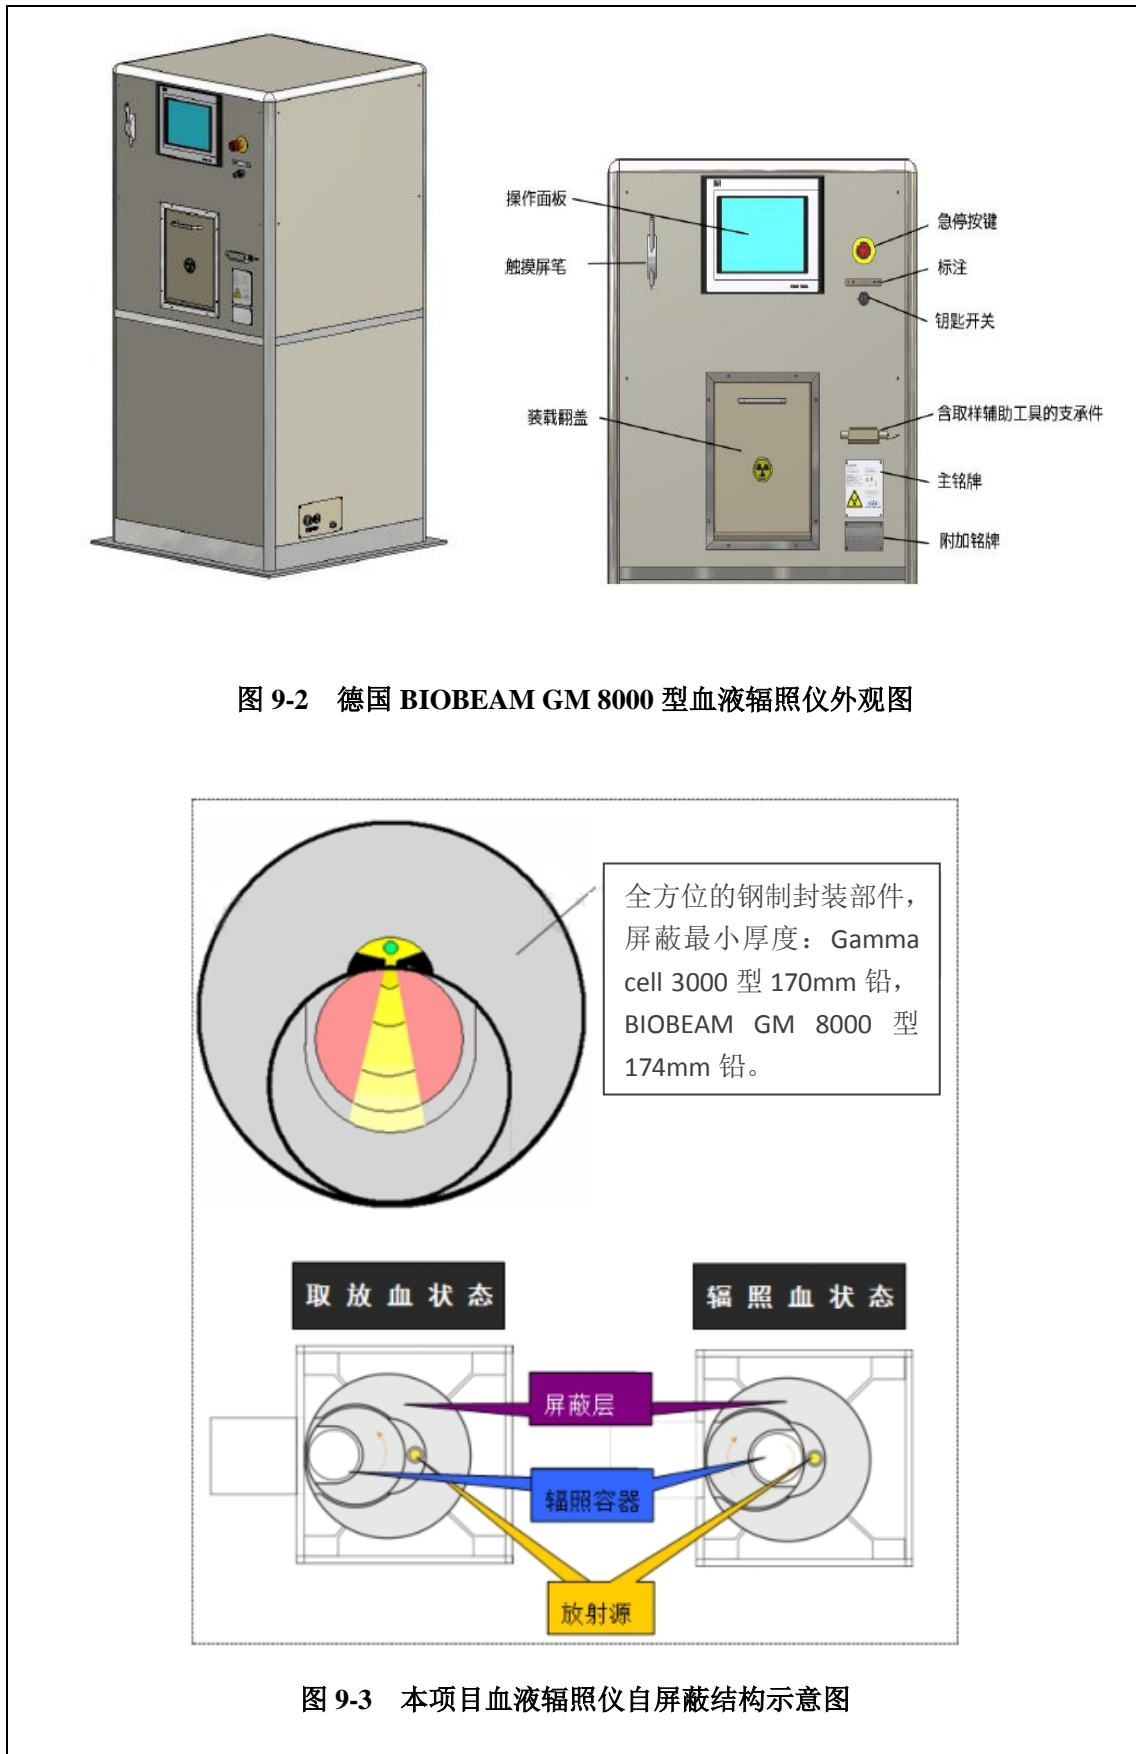 操作面板
触摸屏笔
装载翻盖
急停按键
标注
钥匙开关
含取样辅助工具的支承件
主铭牌
附加铭牌
图 9-2 德国 BIOBEAM GM 8000 型血液辐照仪外观图
全方位的钢制封装部件，
屏蔽最小厚度：Gamma
cell 3000 型 170mm 铅，
BIOBEAM GM 8000 型
174mm 铅。
取放血状态
辐照血状态
屏蔽层
辐照容器
放射源
图 9-3 本项目血液辐照仪自屏蔽结构示意图